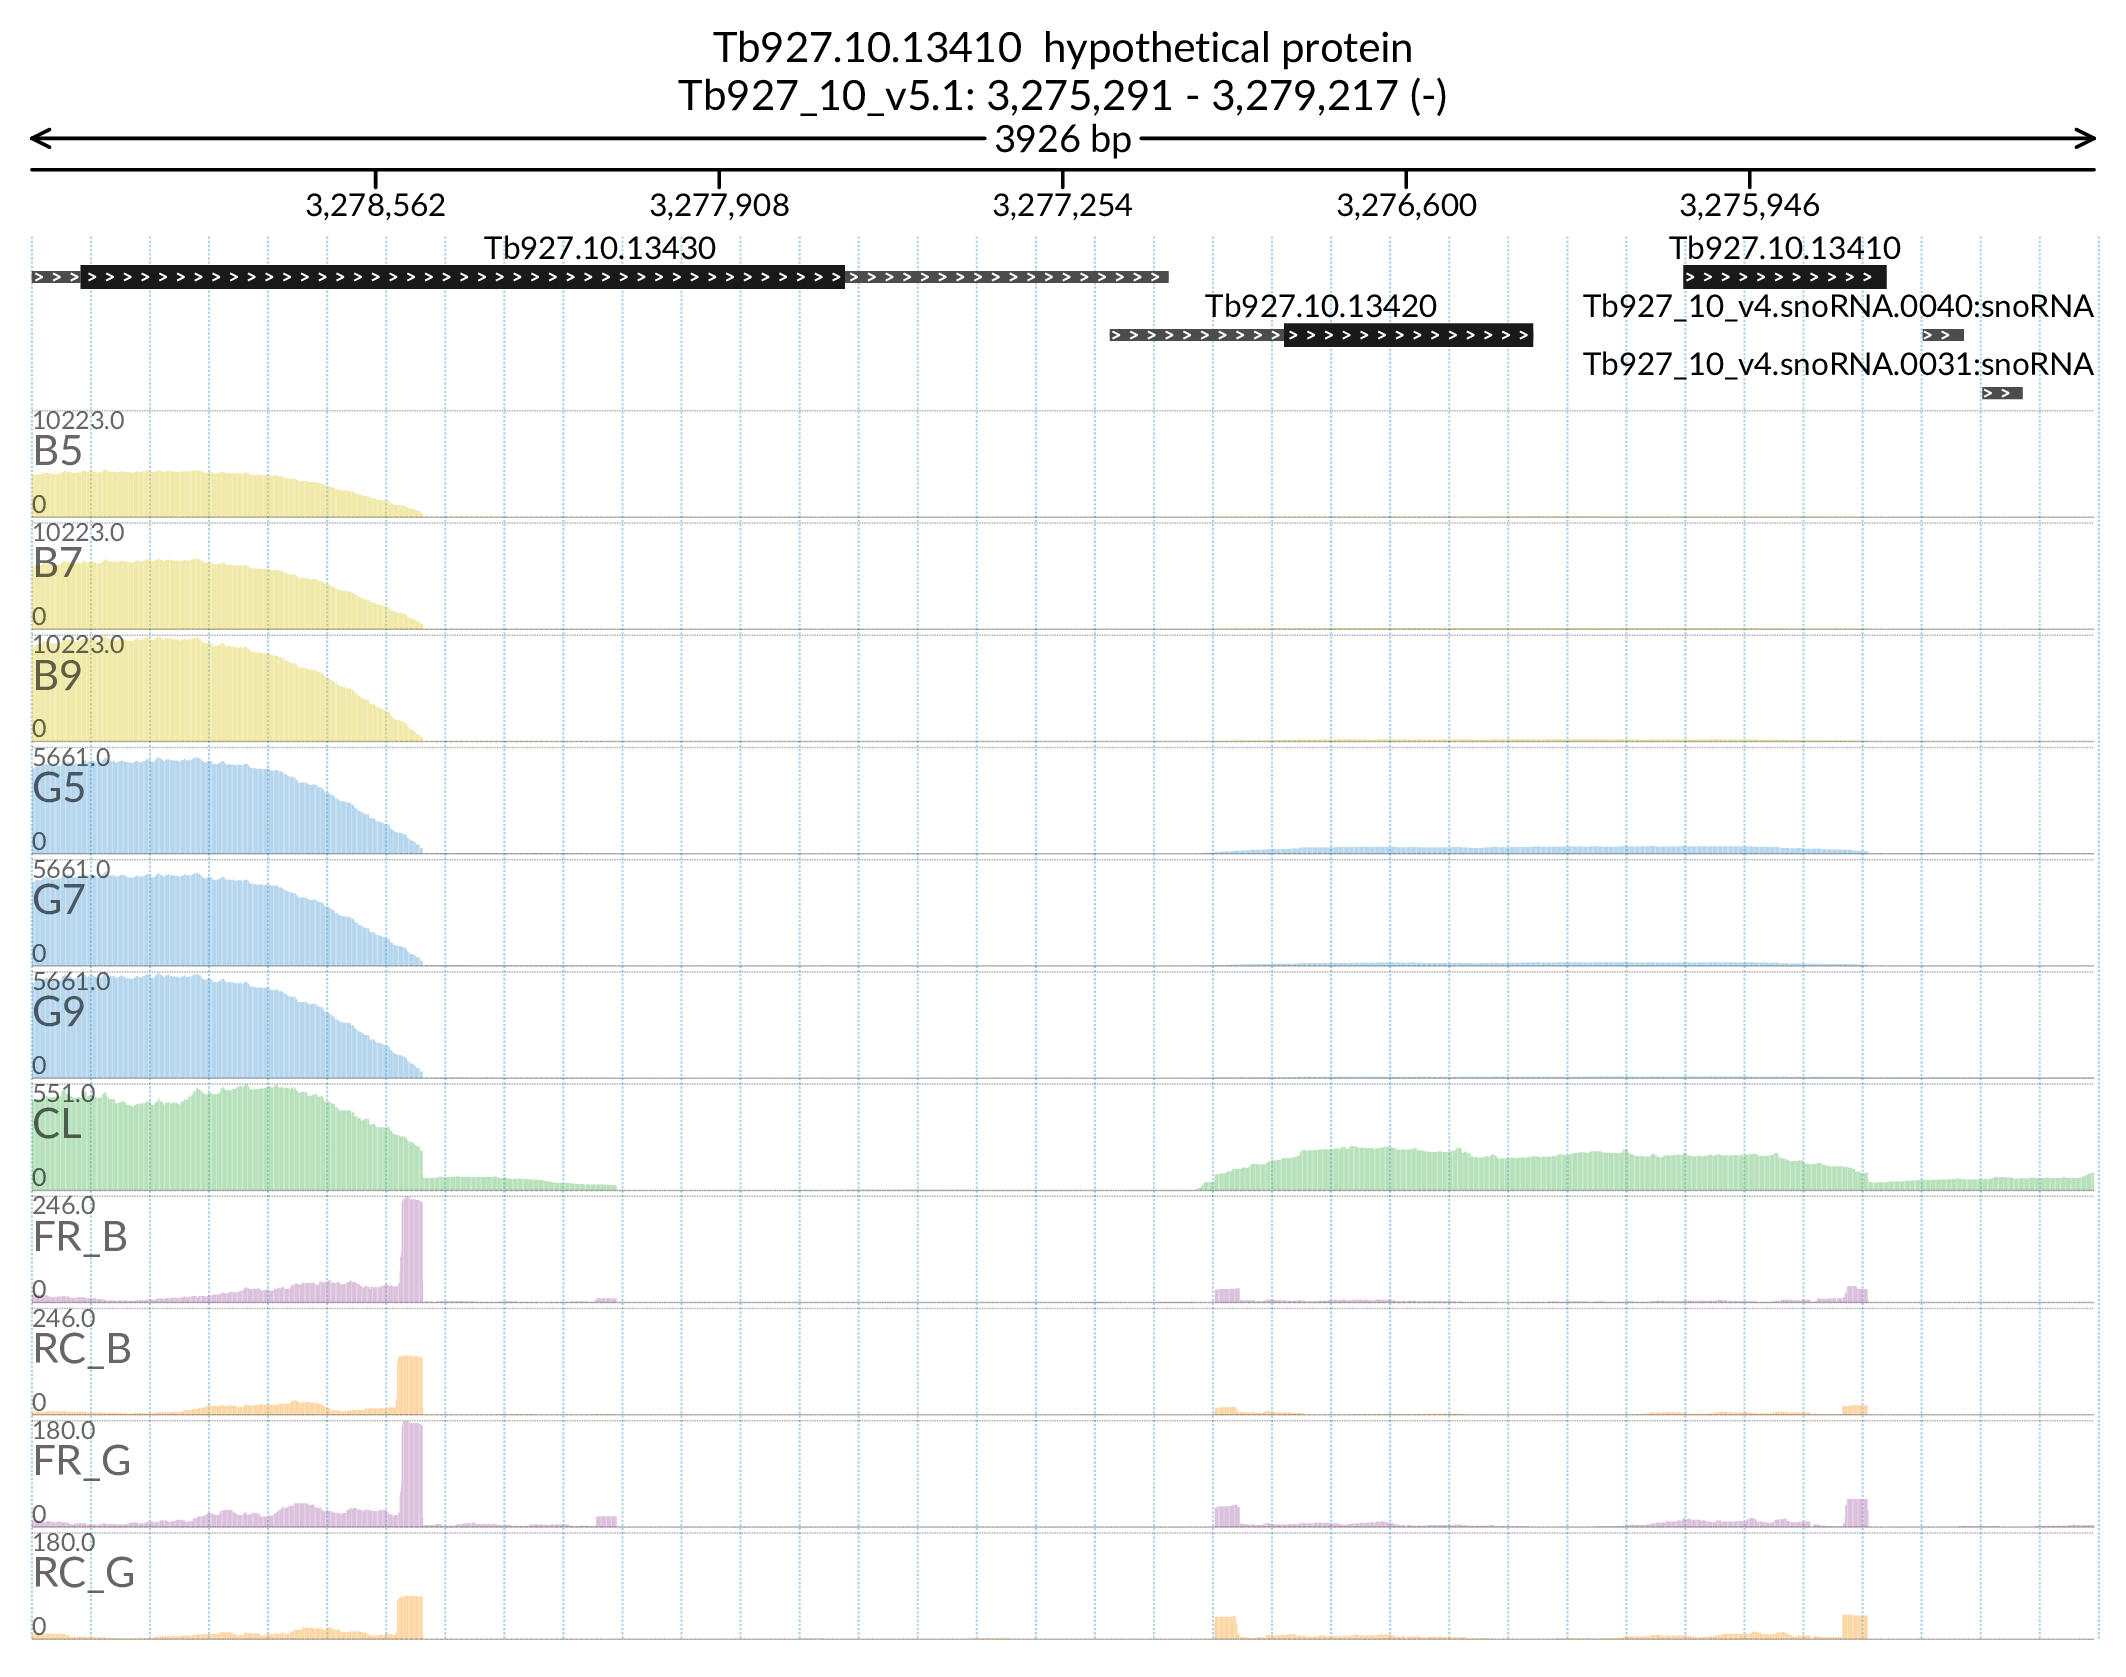 Tb927.10.13410 hypothetical protein
Tb927_10_v5.1: 3,275,291 - 3,279,217 (-)
3926 bp
3,278,562 3,277,908 3,277,254 3,276,600 3,275,946
Tb927.10.13430 Tb927.10.13410
Tb927.10.13420 Tb927_10_v4.snoRNA.0040:snoRNA
Tb927_10_v4.snoRNA.0031:snoRNA
10223.0
B5
0
10223.0
B7
0
10223.0
B9
0
5661.0
G5
0
5661.0
G7
0
5661.0
G9
0
551.0
CL
0
246.0
FR_B
0
246.0
RC_B
0
180.0
FR_G
0
180.0
RC_G
0